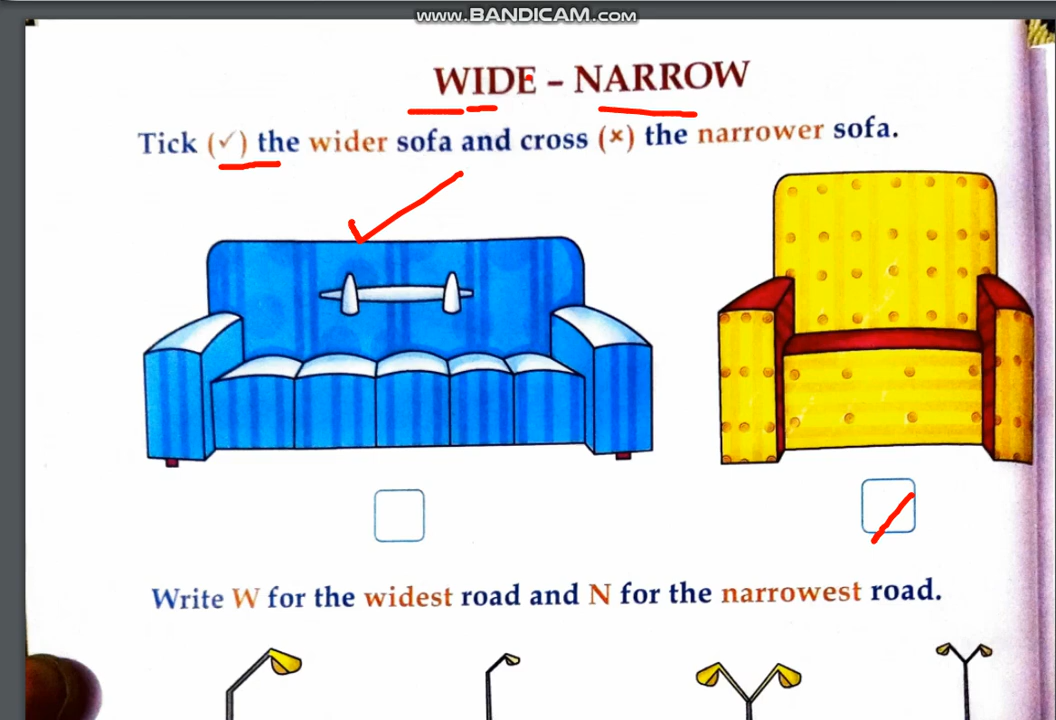 www.BANDICAM.com
WIDE – NARROW
Tick (✓) the wider sofa and cross (×) the narrower sofa.
Write W for the widest road and N for the narrowest road.